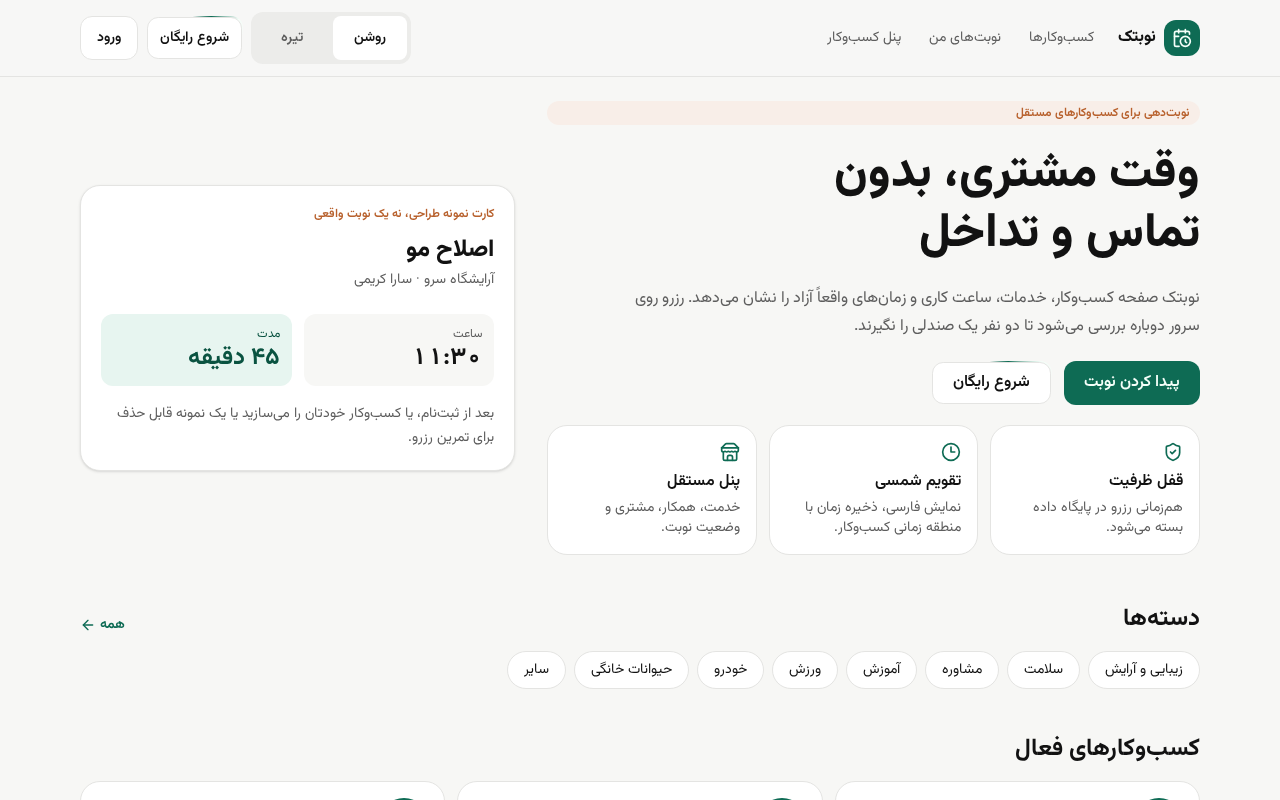 نوبتک
کسب‌وکارها
نوبت‌های من
پنل کسب‌وکار
روشن
تیره
شروع رایگان
ورود
نوبت‌دهی برای کسب‌وکارهای مستقل
وقت مشتری، بدون
تماس و تداخل
نوبتک صفحه کسب‌وکار، خدمات، ساعت کاری و زمان‌های واقعاً آزاد را نشان می‌دهد. رزرو روی
سرور دوباره بررسی می‌شود تا دو نفر یک صندلی را نگیرند.
پیدا کردن نوبت
شروع رایگان
قفل ظرفیت
هم‌زمانی رزرو در پایگاه داده
بسته می‌شود.
تقویم شمسی
نمایش فارسی، ذخیره زمان با
منطقه زمانی کسب‌وکار.
پنل مستقل
خدمت، همکار، مشتری و
وضعیت نوبت.
کارت نمونه طراحی، نه یک نوبت واقعی
اصلاح مو
آرایشگاه سرو · سارا کریمی
ساعت
۱۱:۳۰
مدت
۴۵ دقیقه
بعد از ثبت‌نام، یا کسب‌وکار خودتان را می‌سازید یا یک نمونه قابل حذف
برای تمرین رزرو.
دسته‌ها
همه
زیبایی و آرایش
سلامت
مشاوره
آموزش
ورزش
خودرو
حیوانات خانگی
سایر
کسب‌وکارهای فعال